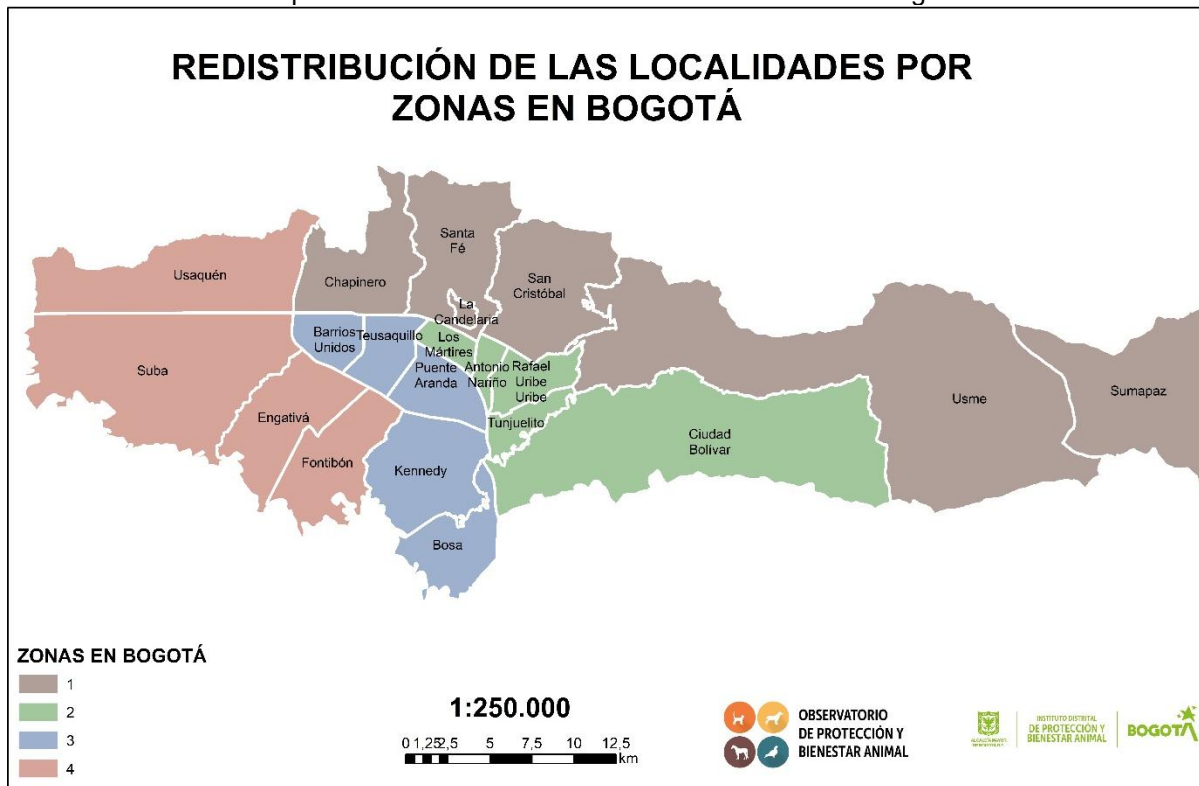 REDISTRIBUCIÓN DE LAS LOCALIDADES POR
ZONAS EN BOGOTÁ
Santa
Fé
Usaquén
Chapinero
San
Cristóbal
La
Candelaria
Barrios
Unidos
Teusaquillo
Los
Mártires
Suba
Puente
Aranda
Antonio
Nariño
Rafael
Uribe
Uribe
Sumapaz
Usme
Engativá
Tunjuelito
Ciudad
Bolívar
Fontibón
Kennedy
Bosa
ZONAS EN BOGOTÁ
1
2
3
4
1:250.000
0 1,25 2,5 5 7,5 10 12,5
km
OBSERVATORIO
DE PROTECCIÓN Y
BIENESTAR ANIMAL
INSTITUTO DISTRITAL
DE PROTECCIÓN Y
BIENESTAR ANIMAL
BOGOTÁ